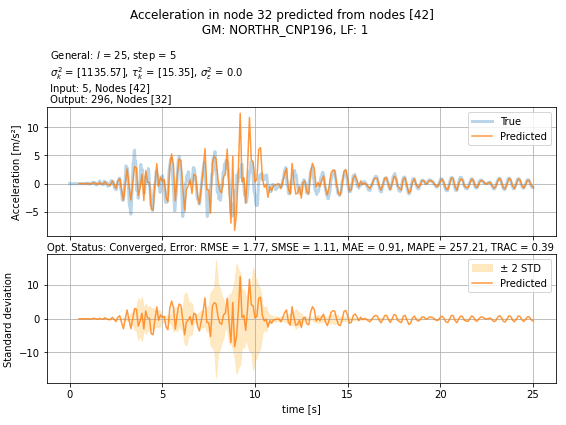 Acceleration in node 32 predicted from nodes [42]
GM: NORTHR_CNP196, LF: 1
General: l = 25, step = 5
σ²ₖ = [1135.57], τ²ₖ = [15.35], σ²ε = 0.0
Input: 5, Nodes [42]
Output: 296, Nodes [32]
Acceleration [m/s²]
10
5
0
−5
True
Predicted
Opt. Status: Converged, Error: RMSE = 1.77, SMSE = 1.11, MAE = 0.91, MAPE = 257.21, TRAC = 0.39
Standard deviation
10
0
−10
± 2 STD
Predicted
0 5 10 15 20 25
time [s]